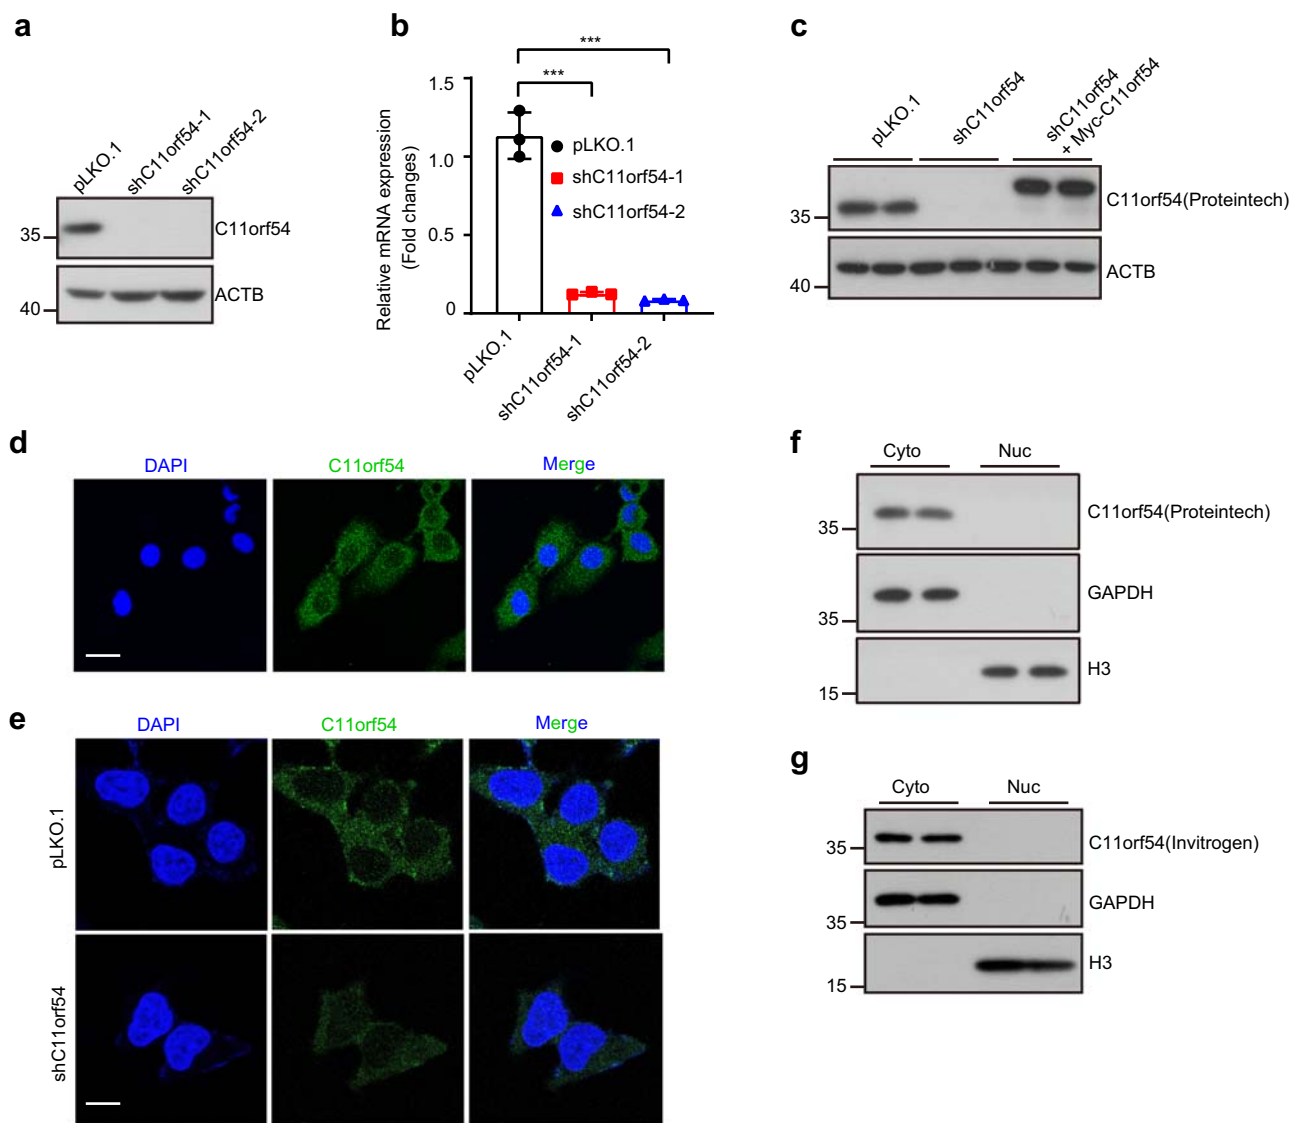 a
pLKO.1
shC11orf54-1
shC11orf54-2
35
C11orf54
40
ACTB
b
***
***
Relative mRNA expression
(Fold changes)
1.5
1.0
0.5
0
pLKO.1
shC11orf54-1
shC11orf54-2
pLKO.1
shC11orf54-1
shC11orf54-2
c
pLKO.1
shC11orf54
shC11orf54
+ Myc-C11orf54
35
C11orf54(Proteintech)
40
ACTB
d
DAPI
C11orf54
Merge
e
DAPI
C11orf54
Merge
pLKO.1
shC11orf54
f
Cyto
Nuc
35
C11orf54(Proteintech)
35
GAPDH
15
H3
g
Cyto
Nuc
35
C11orf54(Invitrogen)
35
GAPDH
15
H3